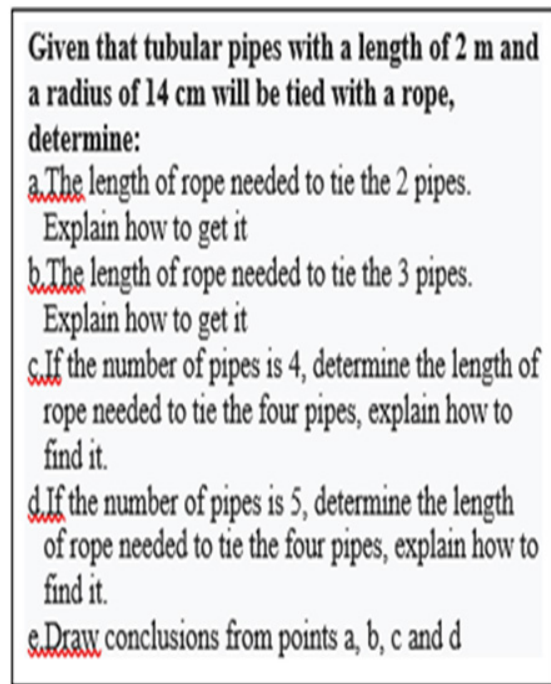 Given that tubular pipes with a length of 2 m and
a radius of 14 cm will be tied with a rope,
determine:
a.The length of rope needed to tie the 2 pipes.
Explain how to get it
b.The length of rope needed to tie the 3 pipes.
Explain how to get it
c.If the number of pipes is 4, determine the length of
rope needed to tie the four pipes, explain how to
find it.
d.If the number of pipes is 5, determine the length
of rope needed to tie the four pipes, explain how to
find it.
e.Draw conclusions from points a, b, c and d